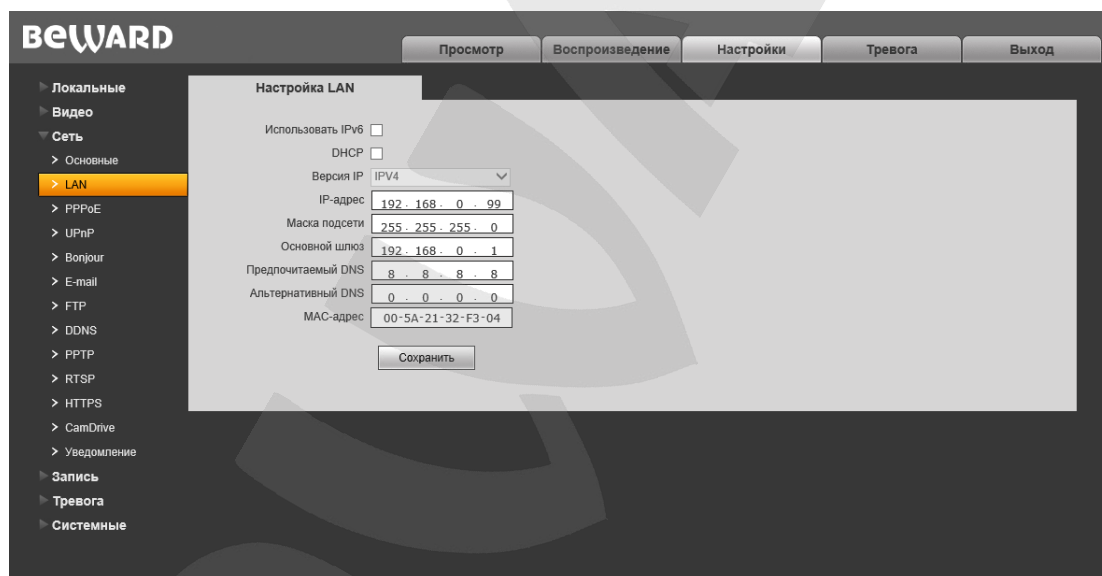 BEWARD
Просмотр
Воспроизведение
Настройки
Тревога
Выход
Локальные
Видео
Сеть
Основные
LAN
PPPoE
UPnP
Bonjour
E-mail
FTP
DDNS
PPTP
RTSP
HTTPS
CamDrive
Уведомление
Запись
Тревога
Системные
Настройка LAN
Использовать IPv6
DHCP
Версия IP IPV4
IP-адрес 192 . 168 . 0 . 99
Маска подсети 255 . 255 . 255 . 0
Основной шлюз 192 . 168 . 0 . 1
Предпочитаемый DNS 8 . 8 . 8 . 8
Альтернативный DNS 0 . 0 . 0 . 0
MAC-адрес 00-5A-21-32-F3-04
Сохранить